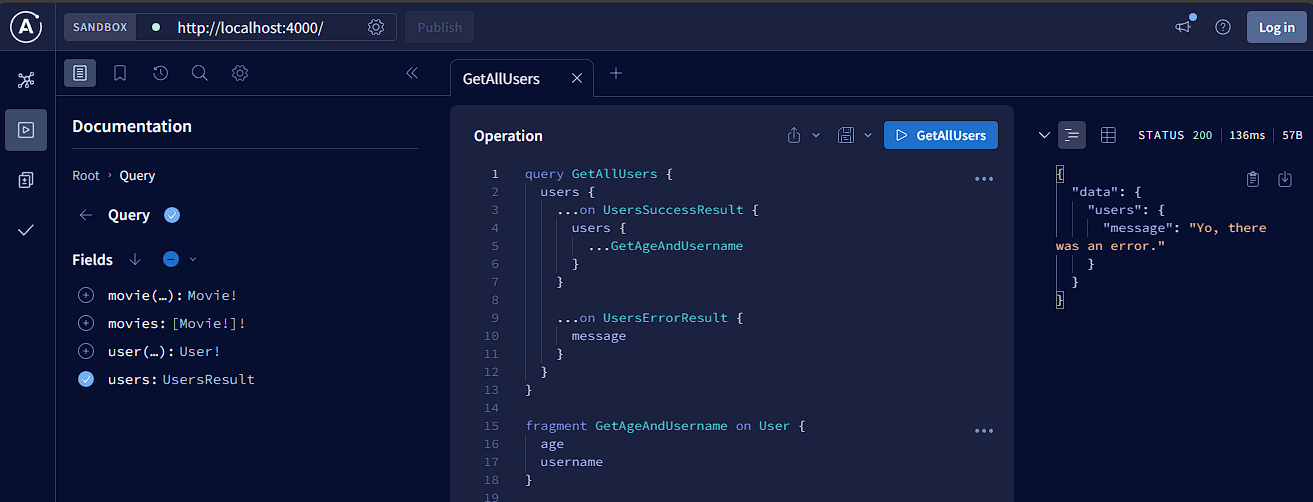 SANDBOX http://localhost:4000/ Publish Log in
GetAllUsers
Documentation
Root › Query
Query
Fields
movie(…): Movie!
movies: [Movie!]!
user(…): User!
users: UsersResult
Operation GetAllUsers
1 query GetAllUsers {
2 users {
3 ...on UsersSuccessResult {
4 users {
5 ...GetAgeAndUsername
6 }
7 }
8
9 ...on UsersErrorResult {
10 message
11 }
12 }
13 }
14
15 fragment GetAgeAndUsername on User {
16 age
17 username
18 }
19
STATUS 200 136ms 57B
{
"data": {
"users": {
"message": "Yo, there
was an error."
}
}
}